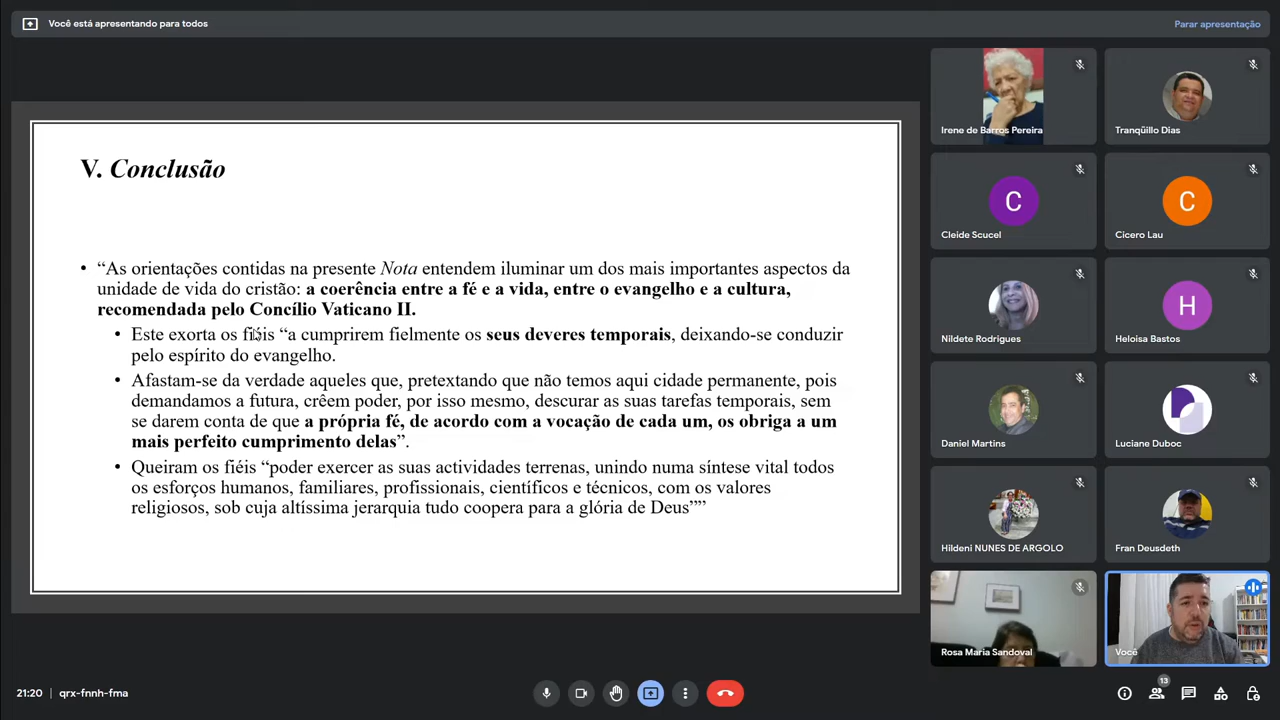 Você está apresentando para todos
Parar apresentação
V. Conclusão
• “As orientações contidas na presente Nota entendem iluminar um dos mais importantes aspectos da
unidade de vida do cristão: a coerência entre a fé e a vida, entre o evangelho e a cultura,
recomendada pelo Concílio Vaticano II.
• Este exorta os fiéis “a cumprirem fielmente os seus deveres temporais, deixando-se conduzir
pelo espírito do evangelho.
• Afastam-se da verdade aqueles que, pretextando que não temos aqui cidade permanente, pois
demandamos a futura, crêem poder, por isso mesmo, descurar as suas tarefas temporais, sem
se darem conta de que a própria fé, de acordo com a vocação de cada um, os obriga a um
mais perfeito cumprimento delas”.
• Queiram os fiéis “poder exercer as suas actividades terrenas, unindo numa síntese vital todos
os esforços humanos, familiares, profissionais, científicos e técnicos, com os valores
religiosos, sob cuja altíssima jerarquia tudo coopera para a glória de Deus””
Irene de Barros Pereira
Tranqüillo Dias
C
Cleide Scucel
C
Cicero Lau
Nildete Rodrigues
H
Heloisa Bastos
Daniel Martins
Luciane Duboc
Hildeni NUNES DE ARGOLO
Fran Deusdeth
Rosa Maria Sandoval
Você
21:20 | qrx-fnnh-fma
13